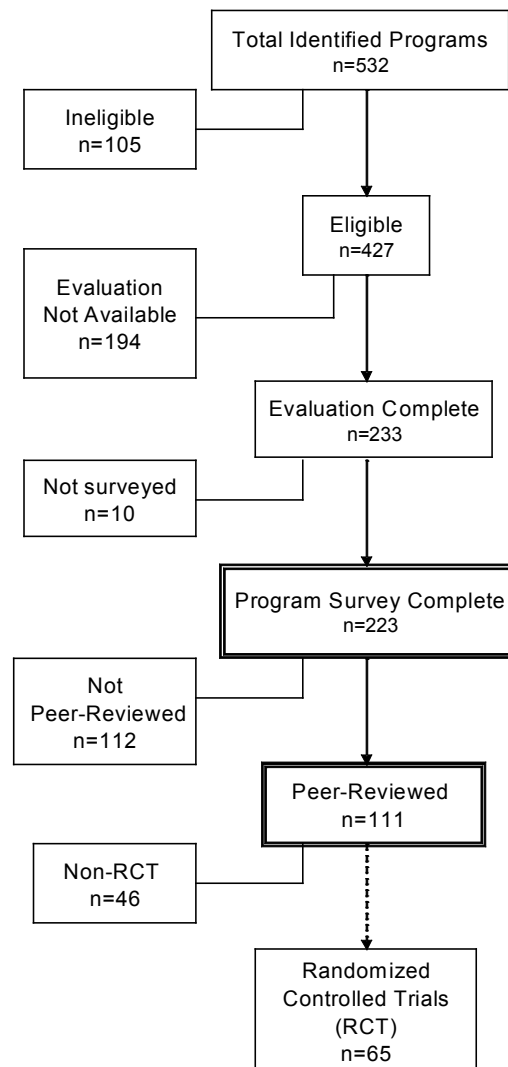 Total Identified Programs
n=532
Ineligible
n=105
Eligible
n=427
Evaluation
Not Available
n=194
Evaluation Complete
n=233
Not surveyed
n=10
Program Survey Complete
n=223
Not
Peer-Reviewed
n=112
Peer-Reviewed
n=111
Non-RCT
n=46
Randomized
Controlled Trials
(RCT)
n=65